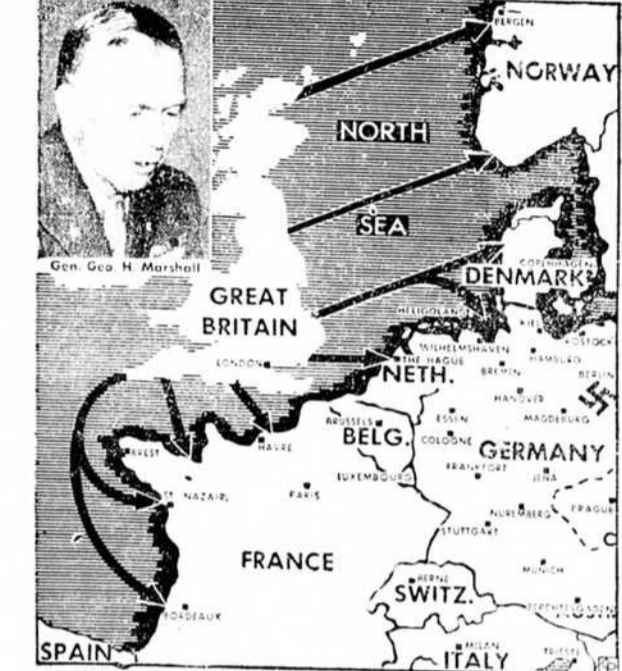 BERGEN
NORWAY
NORTH
SEA
Gen. Geo. H. Marshall
COPENHAGEN
DENMARK
GREAT
BRITAIN
HELIGOLAND
KIEL
ROSTOCK
WILHELMSHAVEN
HAMBURG
LONDON
THE HAGUE
BREMEN
BERLIN
NETH.
HANOVER
BRUSSELS
ESSEN
MAGDEBURG
BELG.
COLOGNE
HAVRE
GERMANY
BREST
FRANKFORT
LUXEMBOURG
JENA
ST. NAZAIRE
PARIS
NUREMBERG
PRAGUE
STUTTGART
FRANCE
MUNICH
BERNE
SWITZ.
BERCHTESGADEN
BORDEAUX
SPAIN
MILAN
TRIESTE
ITALY